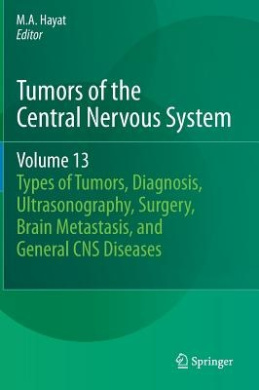 M.A. Hayat
Editor
Tumors of the
Central Nervous System
Volume 13
Types of Tumors, Diagnosis,
Ultrasonography, Surgery,
Brain Metastasis, and
General CNS Diseases
Springer